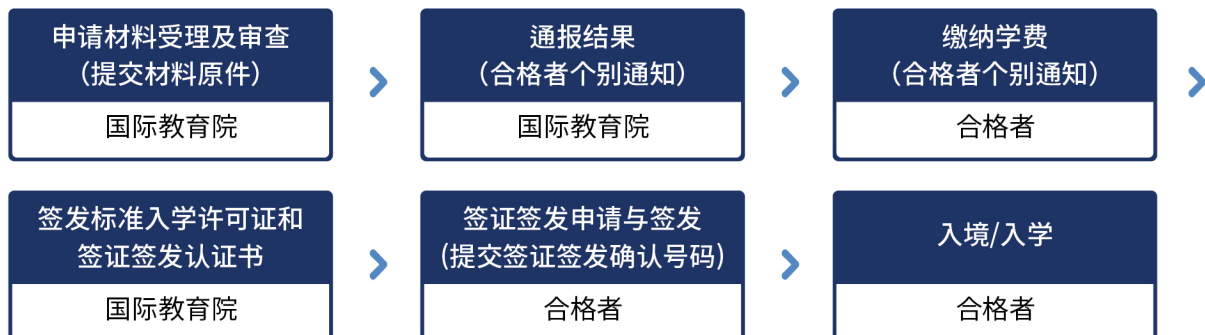 申请材料受理及审查
（提交材料原件）
国际教育院
通报结果
（合格者个别通知）
国际教育院
缴纳学费
（合格者个别通知）
合格者
签发标准入学许可证和
签证签发认证书
国际教育院
签证签发申请与签发
(提交签证签发确认号码)
合格者
入境/入学
合格者